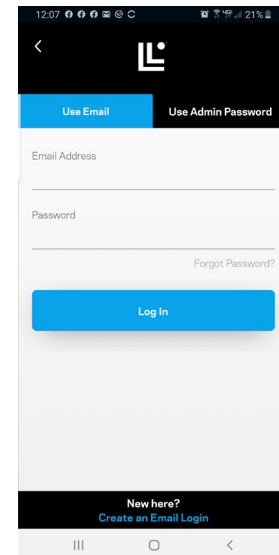 12:07
21%
Use Email
Use Admin Password
Email Address
Password
Forgot Password?
Log In
New here?
Create an Email Login